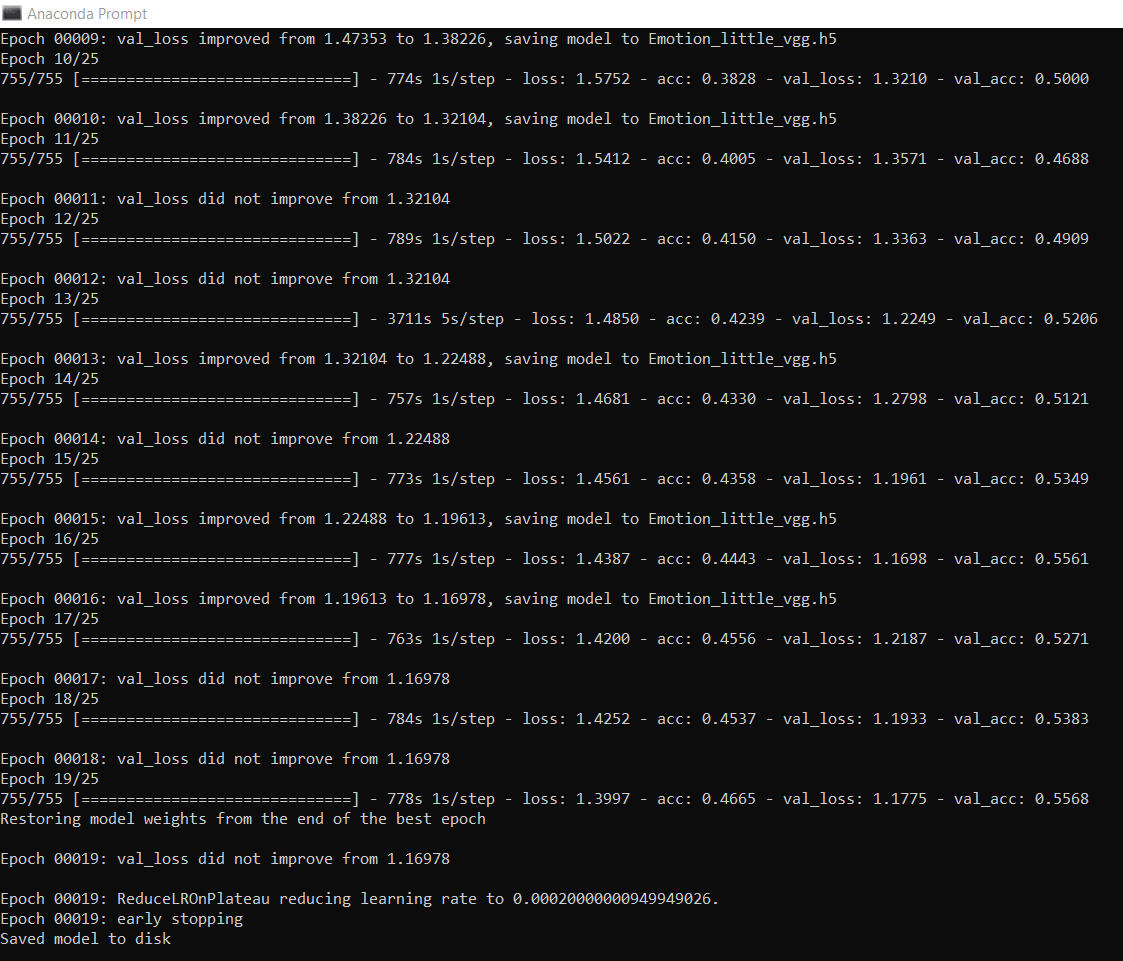 Anaconda Prompt
Epoch 00009: val_loss improved from 1.47353 to 1.38226, saving model to Emotion_little_vgg.h5
Epoch 10/25
755/755 [==============================] - 774s 1s/step - loss: 1.5752 - acc: 0.3828 - val_loss: 1.3210 - val_acc: 0.5000
Epoch 00010: val_loss improved from 1.38226 to 1.32104, saving model to Emotion_little_vgg.h5
Epoch 11/25
755/755 [==============================] - 784s 1s/step - loss: 1.5412 - acc: 0.4005 - val_loss: 1.3571 - val_acc: 0.4688
Epoch 00011: val_loss did not improve from 1.32104
Epoch 12/25
755/755 [==============================] - 789s 1s/step - loss: 1.5022 - acc: 0.4150 - val_loss: 1.3363 - val_acc: 0.4909
Epoch 00012: val_loss did not improve from 1.32104
Epoch 13/25
755/755 [==============================] - 3711s 5s/step - loss: 1.4850 - acc: 0.4239 - val_loss: 1.2249 - val_acc: 0.5206
Epoch 00013: val_loss improved from 1.32104 to 1.22488, saving model to Emotion_little_vgg.h5
Epoch 14/25
755/755 [==============================] - 757s 1s/step - loss: 1.4681 - acc: 0.4330 - val_loss: 1.2798 - val_acc: 0.5121
Epoch 00014: val_loss did not improve from 1.22488
Epoch 15/25
755/755 [==============================] - 773s 1s/step - loss: 1.4561 - acc: 0.4358 - val_loss: 1.1961 - val_acc: 0.5349
Epoch 00015: val_loss improved from 1.22488 to 1.19613, saving model to Emotion_little_vgg.h5
Epoch 16/25
755/755 [==============================] - 777s 1s/step - loss: 1.4387 - acc: 0.4443 - val_loss: 1.1698 - val_acc: 0.5561
Epoch 00016: val_loss improved from 1.19613 to 1.16978, saving model to Emotion_little_vgg.h5
Epoch 17/25
755/755 [==============================] - 763s 1s/step - loss: 1.4200 - acc: 0.4556 - val_loss: 1.2187 - val_acc: 0.5271
Epoch 00017: val_loss did not improve from 1.16978
Epoch 18/25
755/755 [==============================] - 784s 1s/step - loss: 1.4252 - acc: 0.4537 - val_loss: 1.1933 - val_acc: 0.5383
Epoch 00018: val_loss did not improve from 1.16978
Epoch 19/25
755/755 [==============================] - 778s 1s/step - loss: 1.3997 - acc: 0.4665 - val_loss: 1.1775 - val_acc: 0.5568
Restoring model weights from the end of the best epoch
Epoch 00019: val_loss did not improve from 1.16978
Epoch 00019: ReduceLROnPlateau reducing learning rate to 0.00020000000949949026.
Epoch 00019: early stopping
Saved model to disk